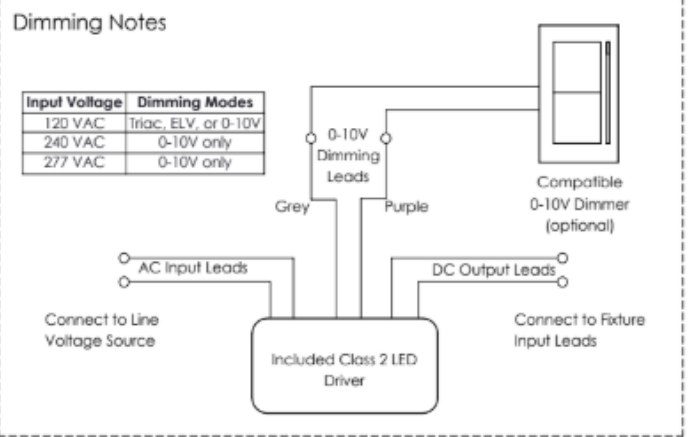 Dimming Notes
Input Voltage Dimming Modes
120 VAC Triac, ELV, or 0-10V
240 VAC 0-10V only
277 VAC 0-10V only
0-10V
Dimming
Leads
Grey
Purple
Compatible
0-10V Dimmer
(optional)
AC Input Leads
DC Output Leads
Connect to Line
Voltage Source
Connect to Fixture
Input Leads
Included Class 2 LED
Driver